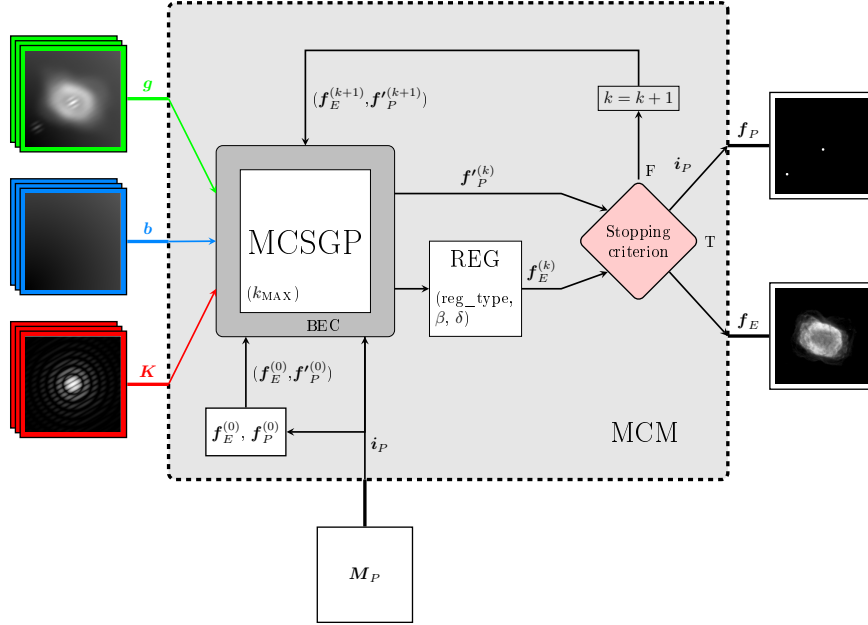 g
b
K
(f_E^{(k+1)}, f'_P^{(k+1)})
k = k + 1
F
f'_P^{(k)}
i_P
f_P
MCSGP
(k_MAX)
BEC
REG
(reg_type,
β, δ)
f_E^{(k)}
Stopping
criterion
T
f_E
(f_E^{(0)}, f'_P^{(0)})
f_E^{(0)}, f_P^{(0)}
i_P
MCM
M_P